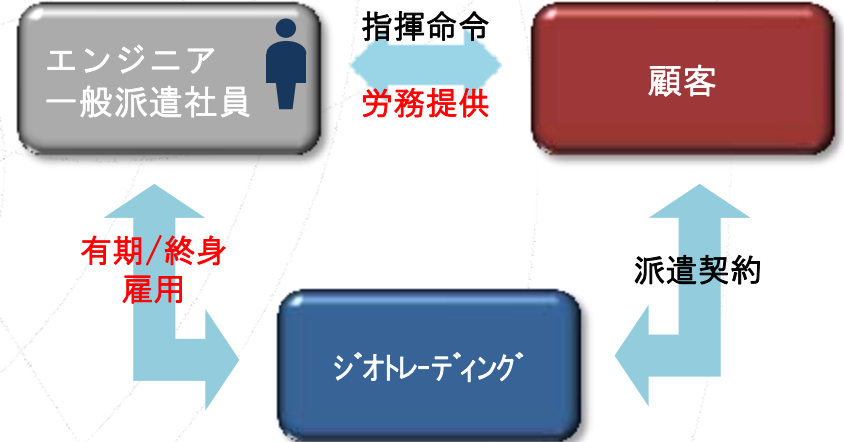 指揮命令
エンジニア
一般派遣社員
顧客
労務提供
有期/終身
雇用
派遣契約
ｼﾞｵﾄﾚｰﾃﾞｨﾝｸﾞ